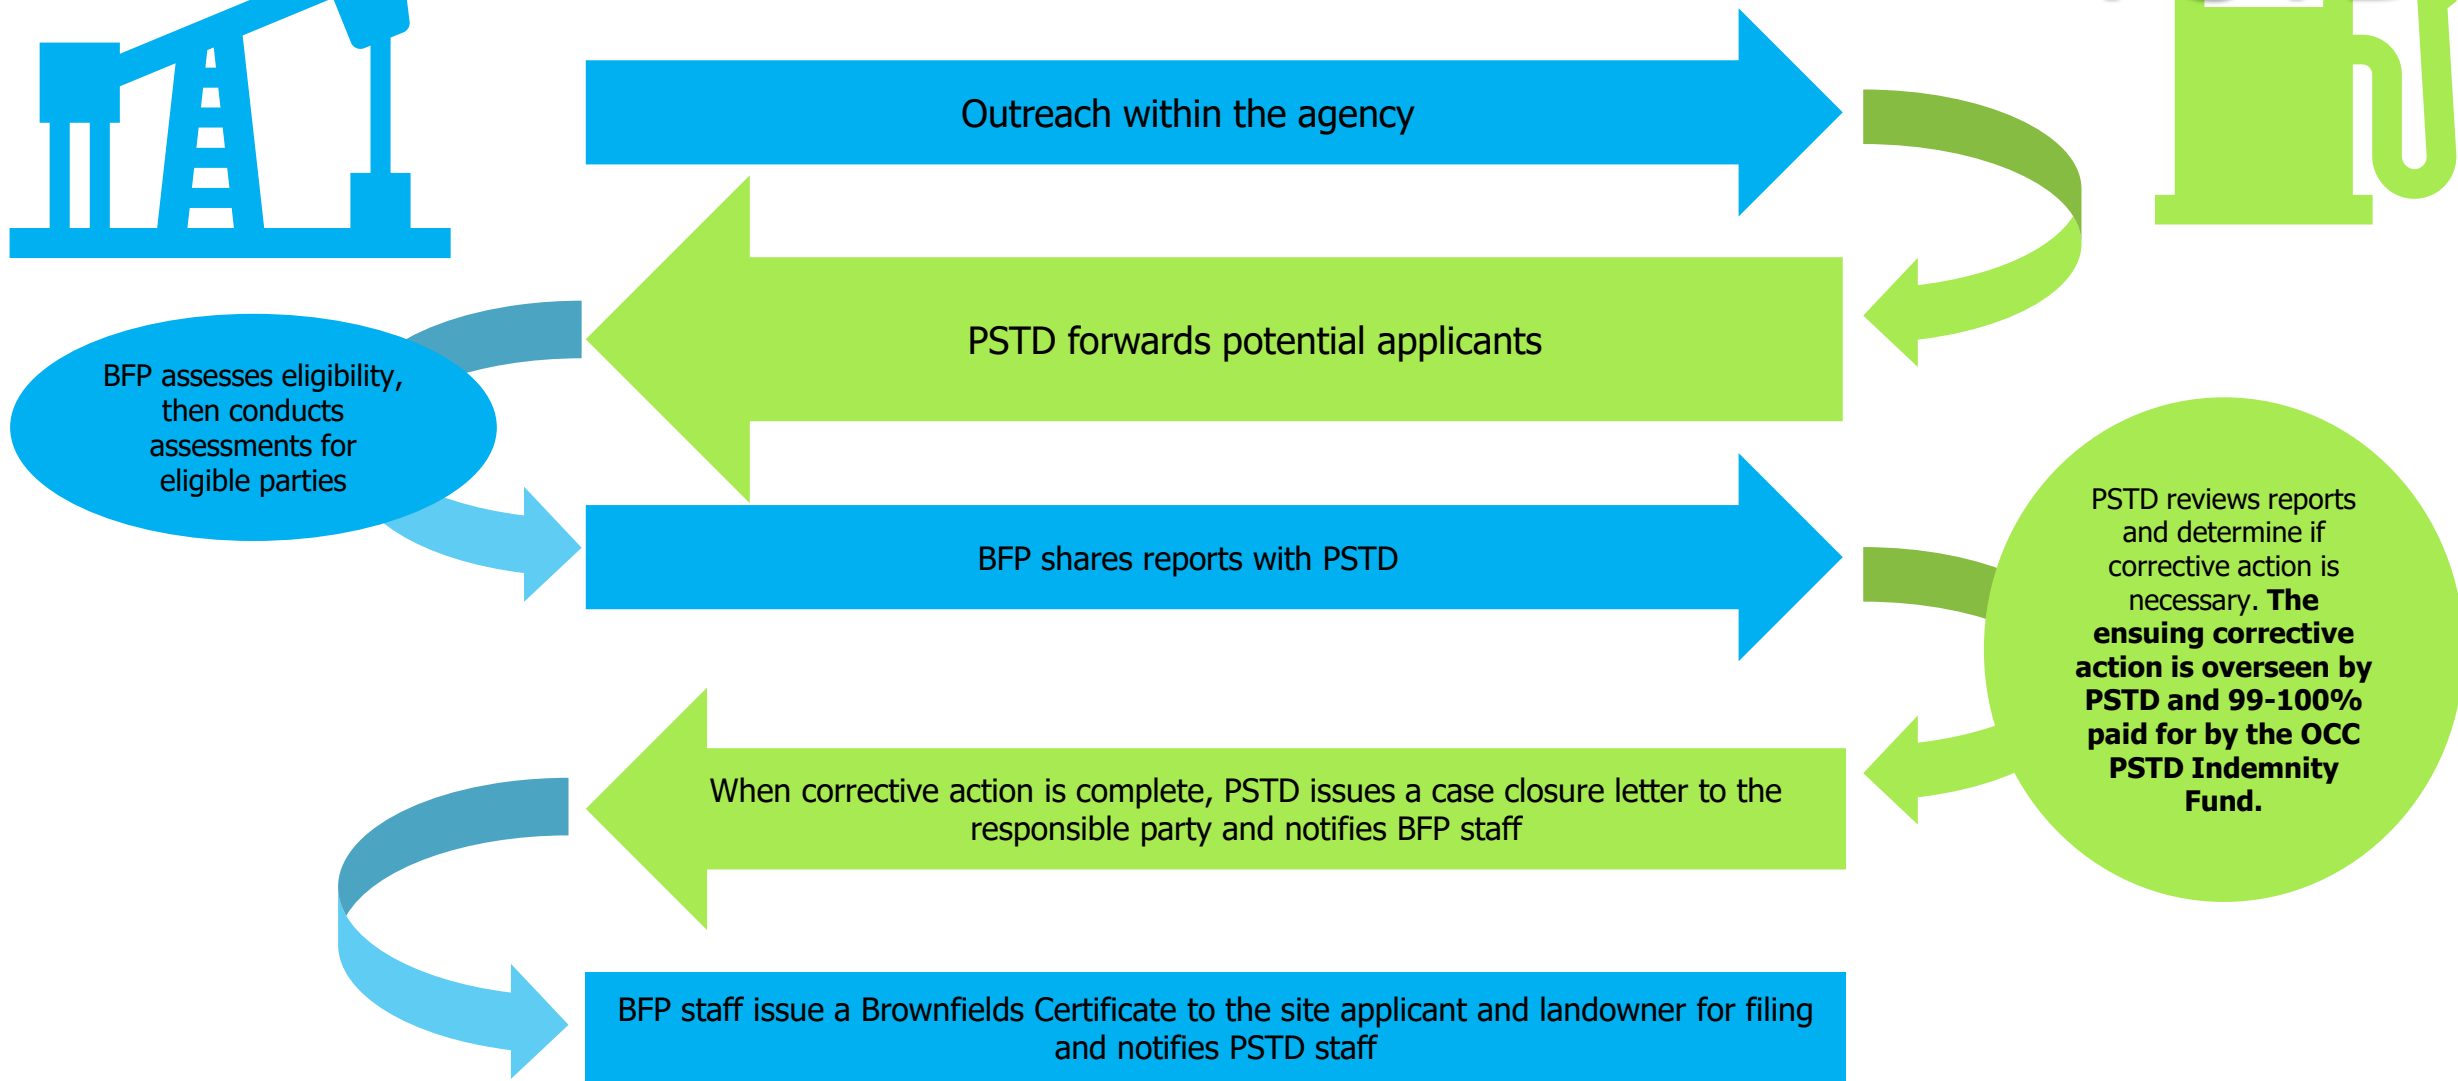 Outreach within the agency
PSTD forwards potential applicants
BFP assesses eligibility,
then conducts
assessments for
eligible parties
BFP shares reports with PSTD
PSTD reviews reports
and determine if
corrective action is
necessary. The
ensuing corrective
action is overseen by
PSTD and 99-100%
paid for by the OCC
PSTD Indemnity
Fund.
When corrective action is complete, PSTD issues a case closure letter to the
responsible party and notifies BFP staff
BFP staff issue a Brownfields Certificate to the site applicant and landowner for filing
and notifies PSTD staff